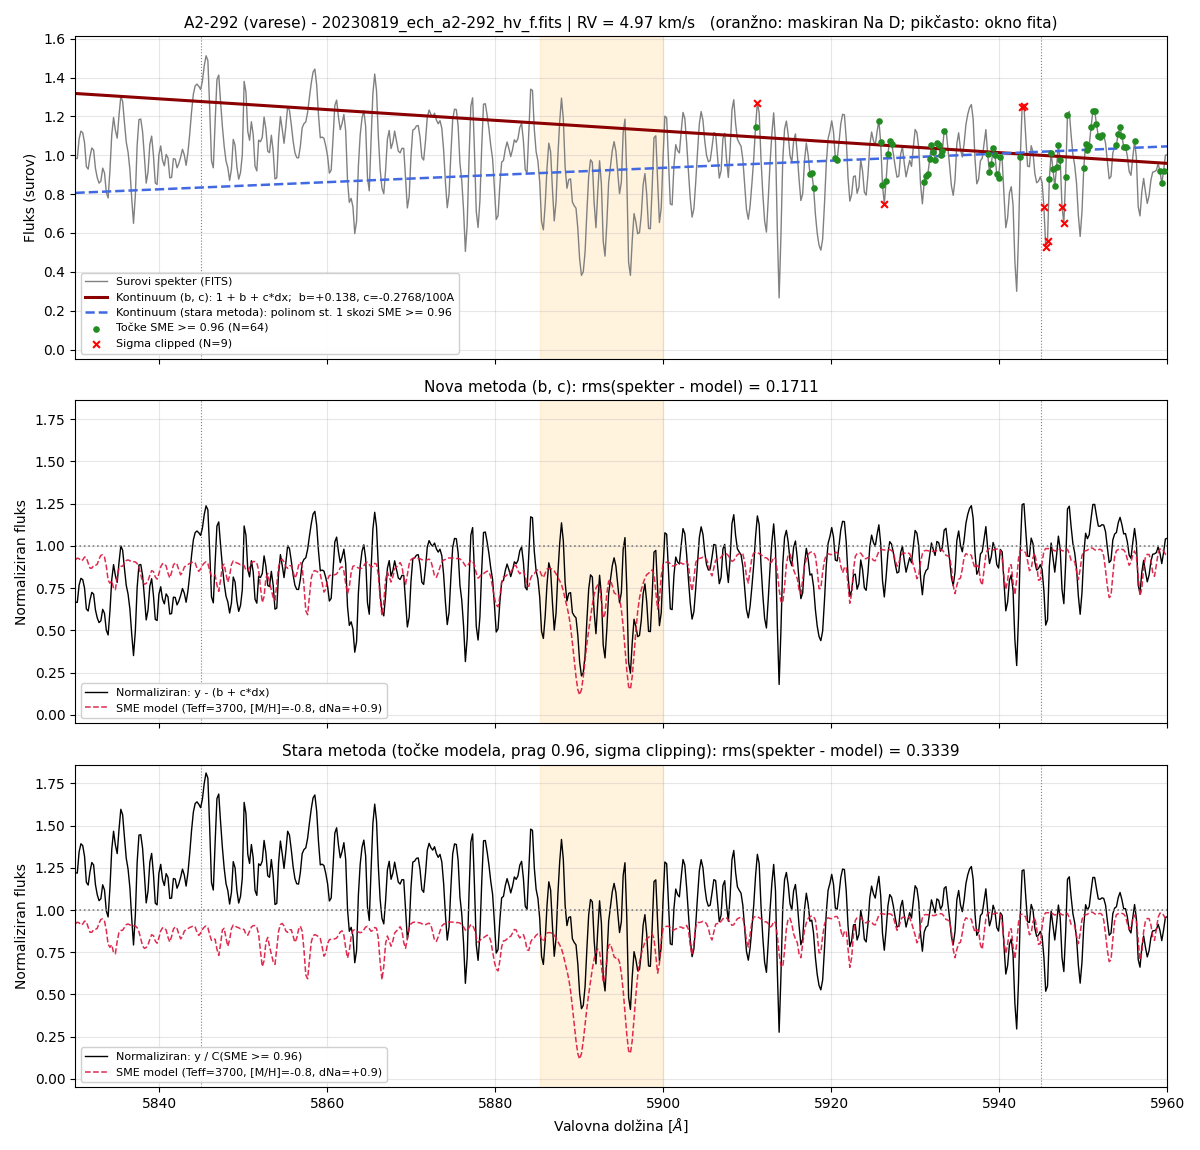 A2-292 (varese) - 20230819_ech_a2-292_hv_f.fits | RV = 4.97 km/s   (oranžno: maskiran Na D; pikčasto: okno fita)
1.6
1.4
1.2
1.0
0.8
0.6
0.4
0.2
0.0
Fluks (surov)
Surovi spekter (FITS)
Kontinuum (b, c): 1 + b + c*dx;  b=+0.138, c=-0.2768/100A
Kontinuum (stara metoda): polinom st. 1 skozi SME >= 0.96
Točke SME >= 0.96 (N=64)
Sigma clipped (N=9)
Nova metoda (b, c): rms(spekter - model) = 0.1711
1.75
1.50
1.25
1.00
0.75
0.50
0.25
0.00
Normaliziran fluks
Normaliziran: y - (b + c*dx)
SME model (Teff=3700, [M/H]=-0.8, dNa=+0.9)
Stara metoda (točke modela, prag 0.96, sigma clipping): rms(spekter - model) = 0.3339
1.75
1.50
1.25
1.00
0.75
0.50
0.25
0.00
Normaliziran fluks
Normaliziran: y / C(SME >= 0.96)
SME model (Teff=3700, [M/H]=-0.8, dNa=+0.9)
5840 5860 5880 5900 5920 5940 5960
Valovna dolžina [Å]